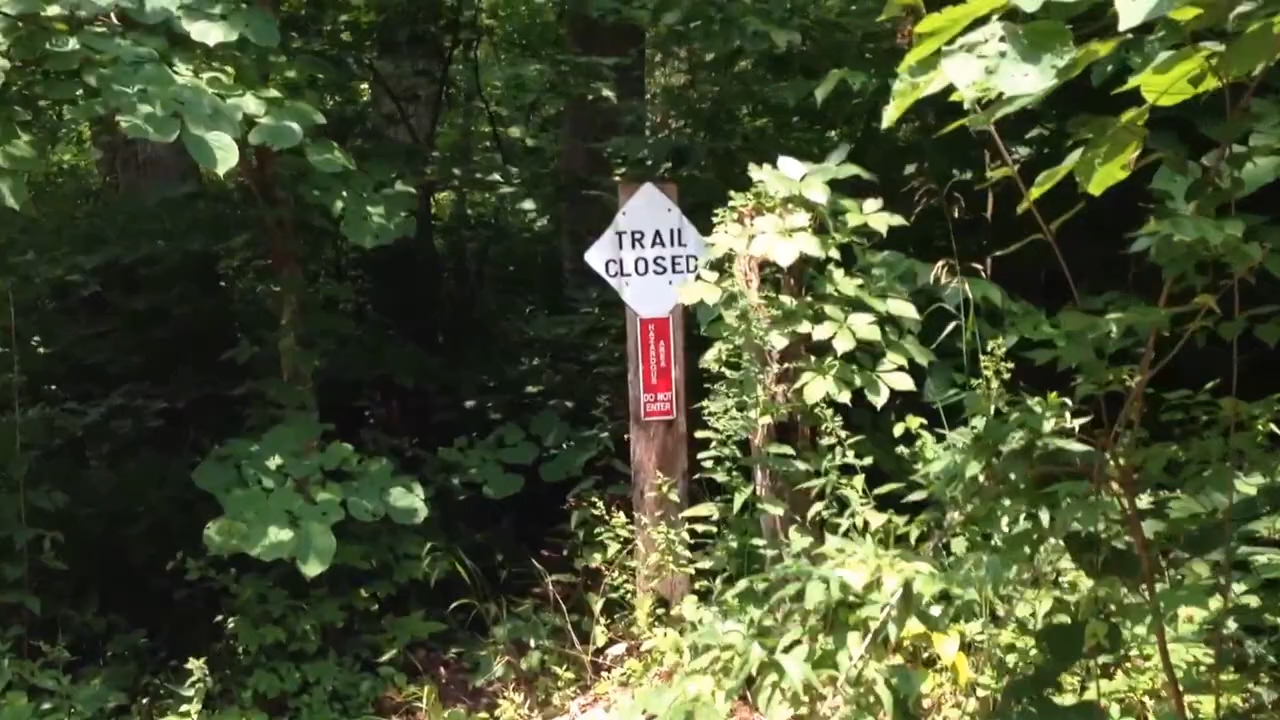 TRAIL
CLOSED
HAZARDOUS
AREA
DO NOT
ENTER